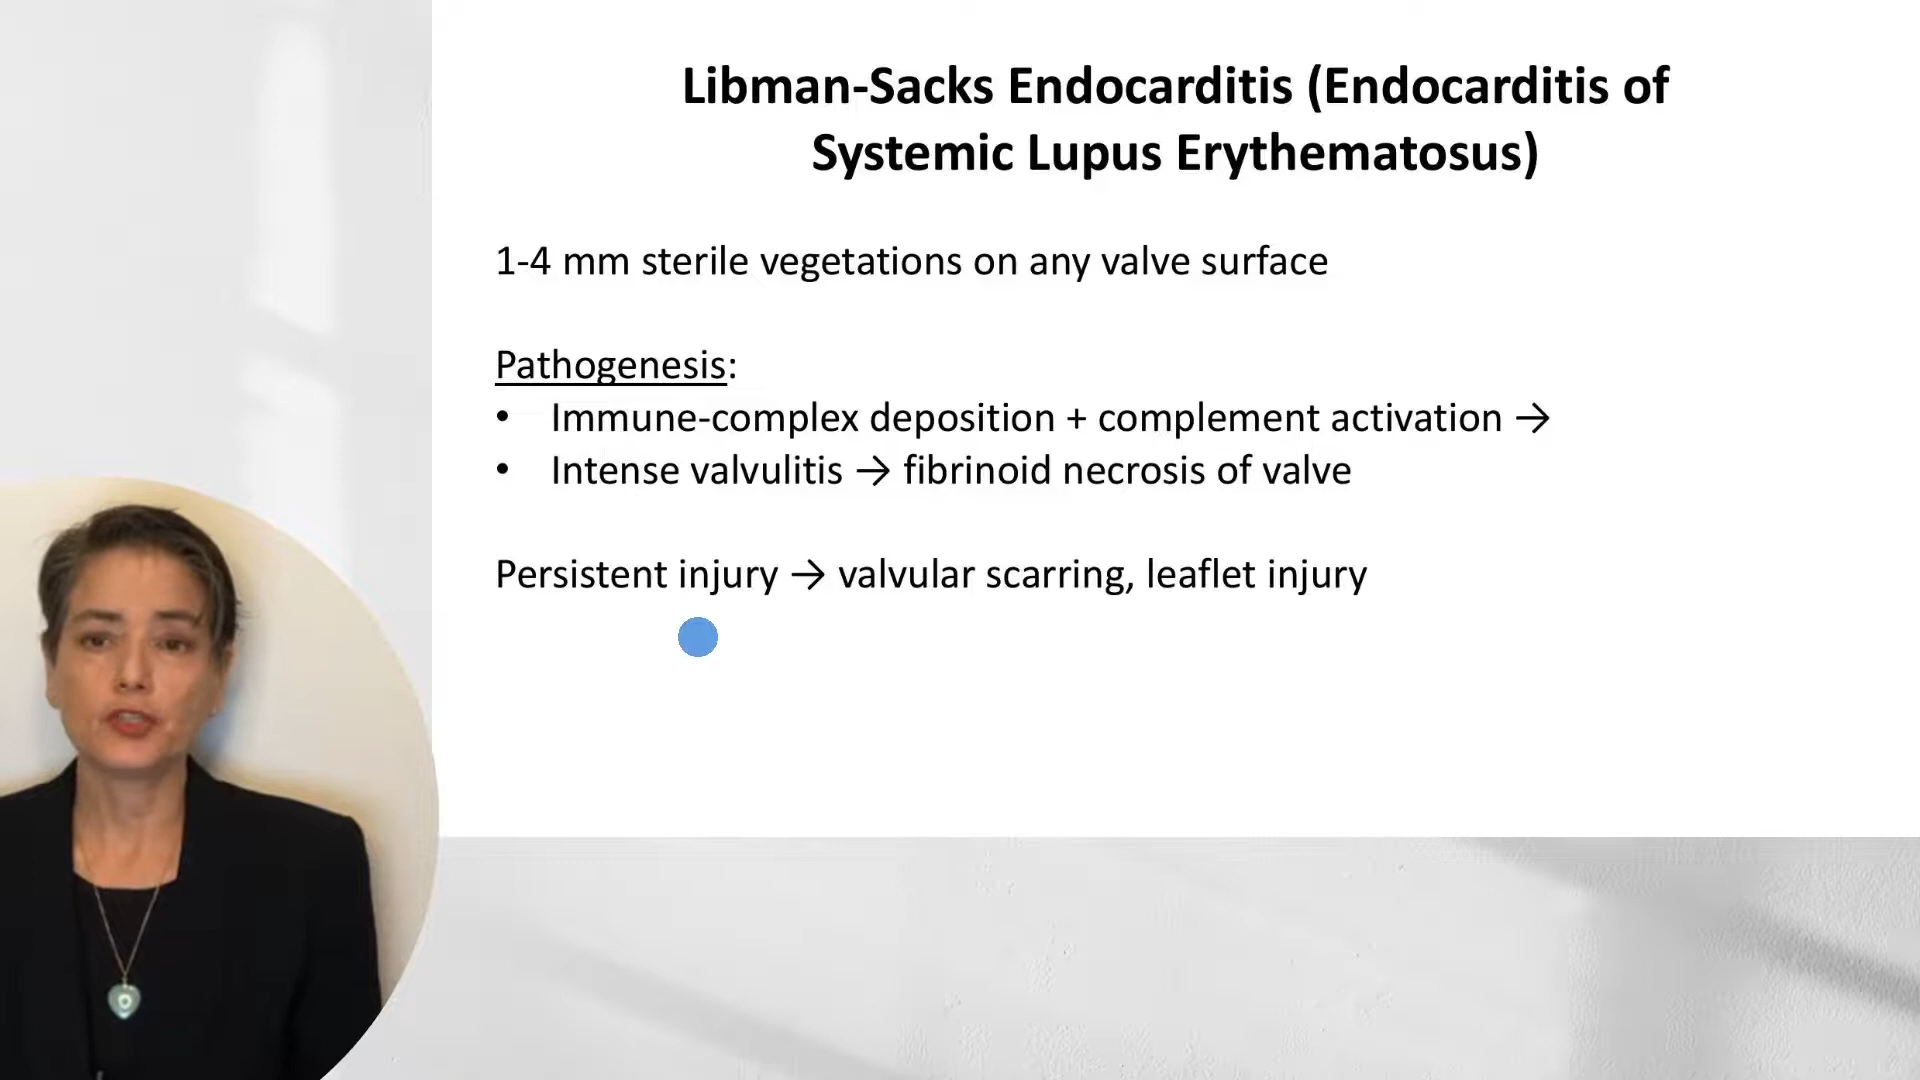 Libman-Sacks Endocarditis (Endocarditis of
Systemic Lupus Erythematosus)
1-4 mm sterile vegetations on any valve surface
Pathogenesis:
• Immune-complex deposition + complement activation →
• Intense valvulitis → fibrinoid necrosis of valve
Persistent injury → valvular scarring, leaflet injury